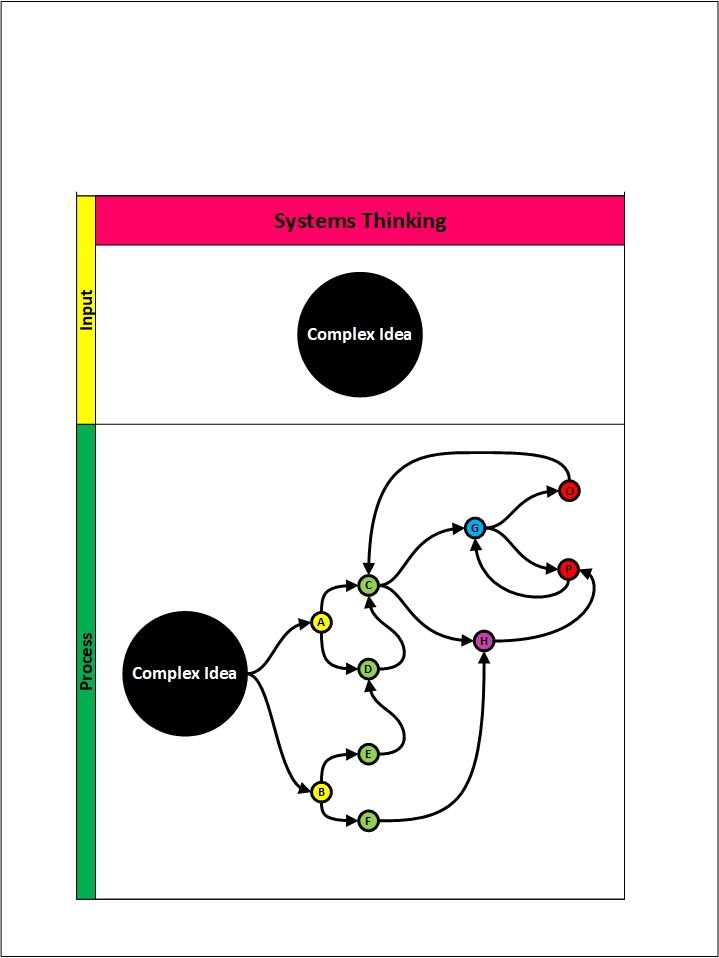 Systems Thinking
Input
Complex Idea
Process
Complex Idea
A
B
C
D
E
F
G
H
O
P